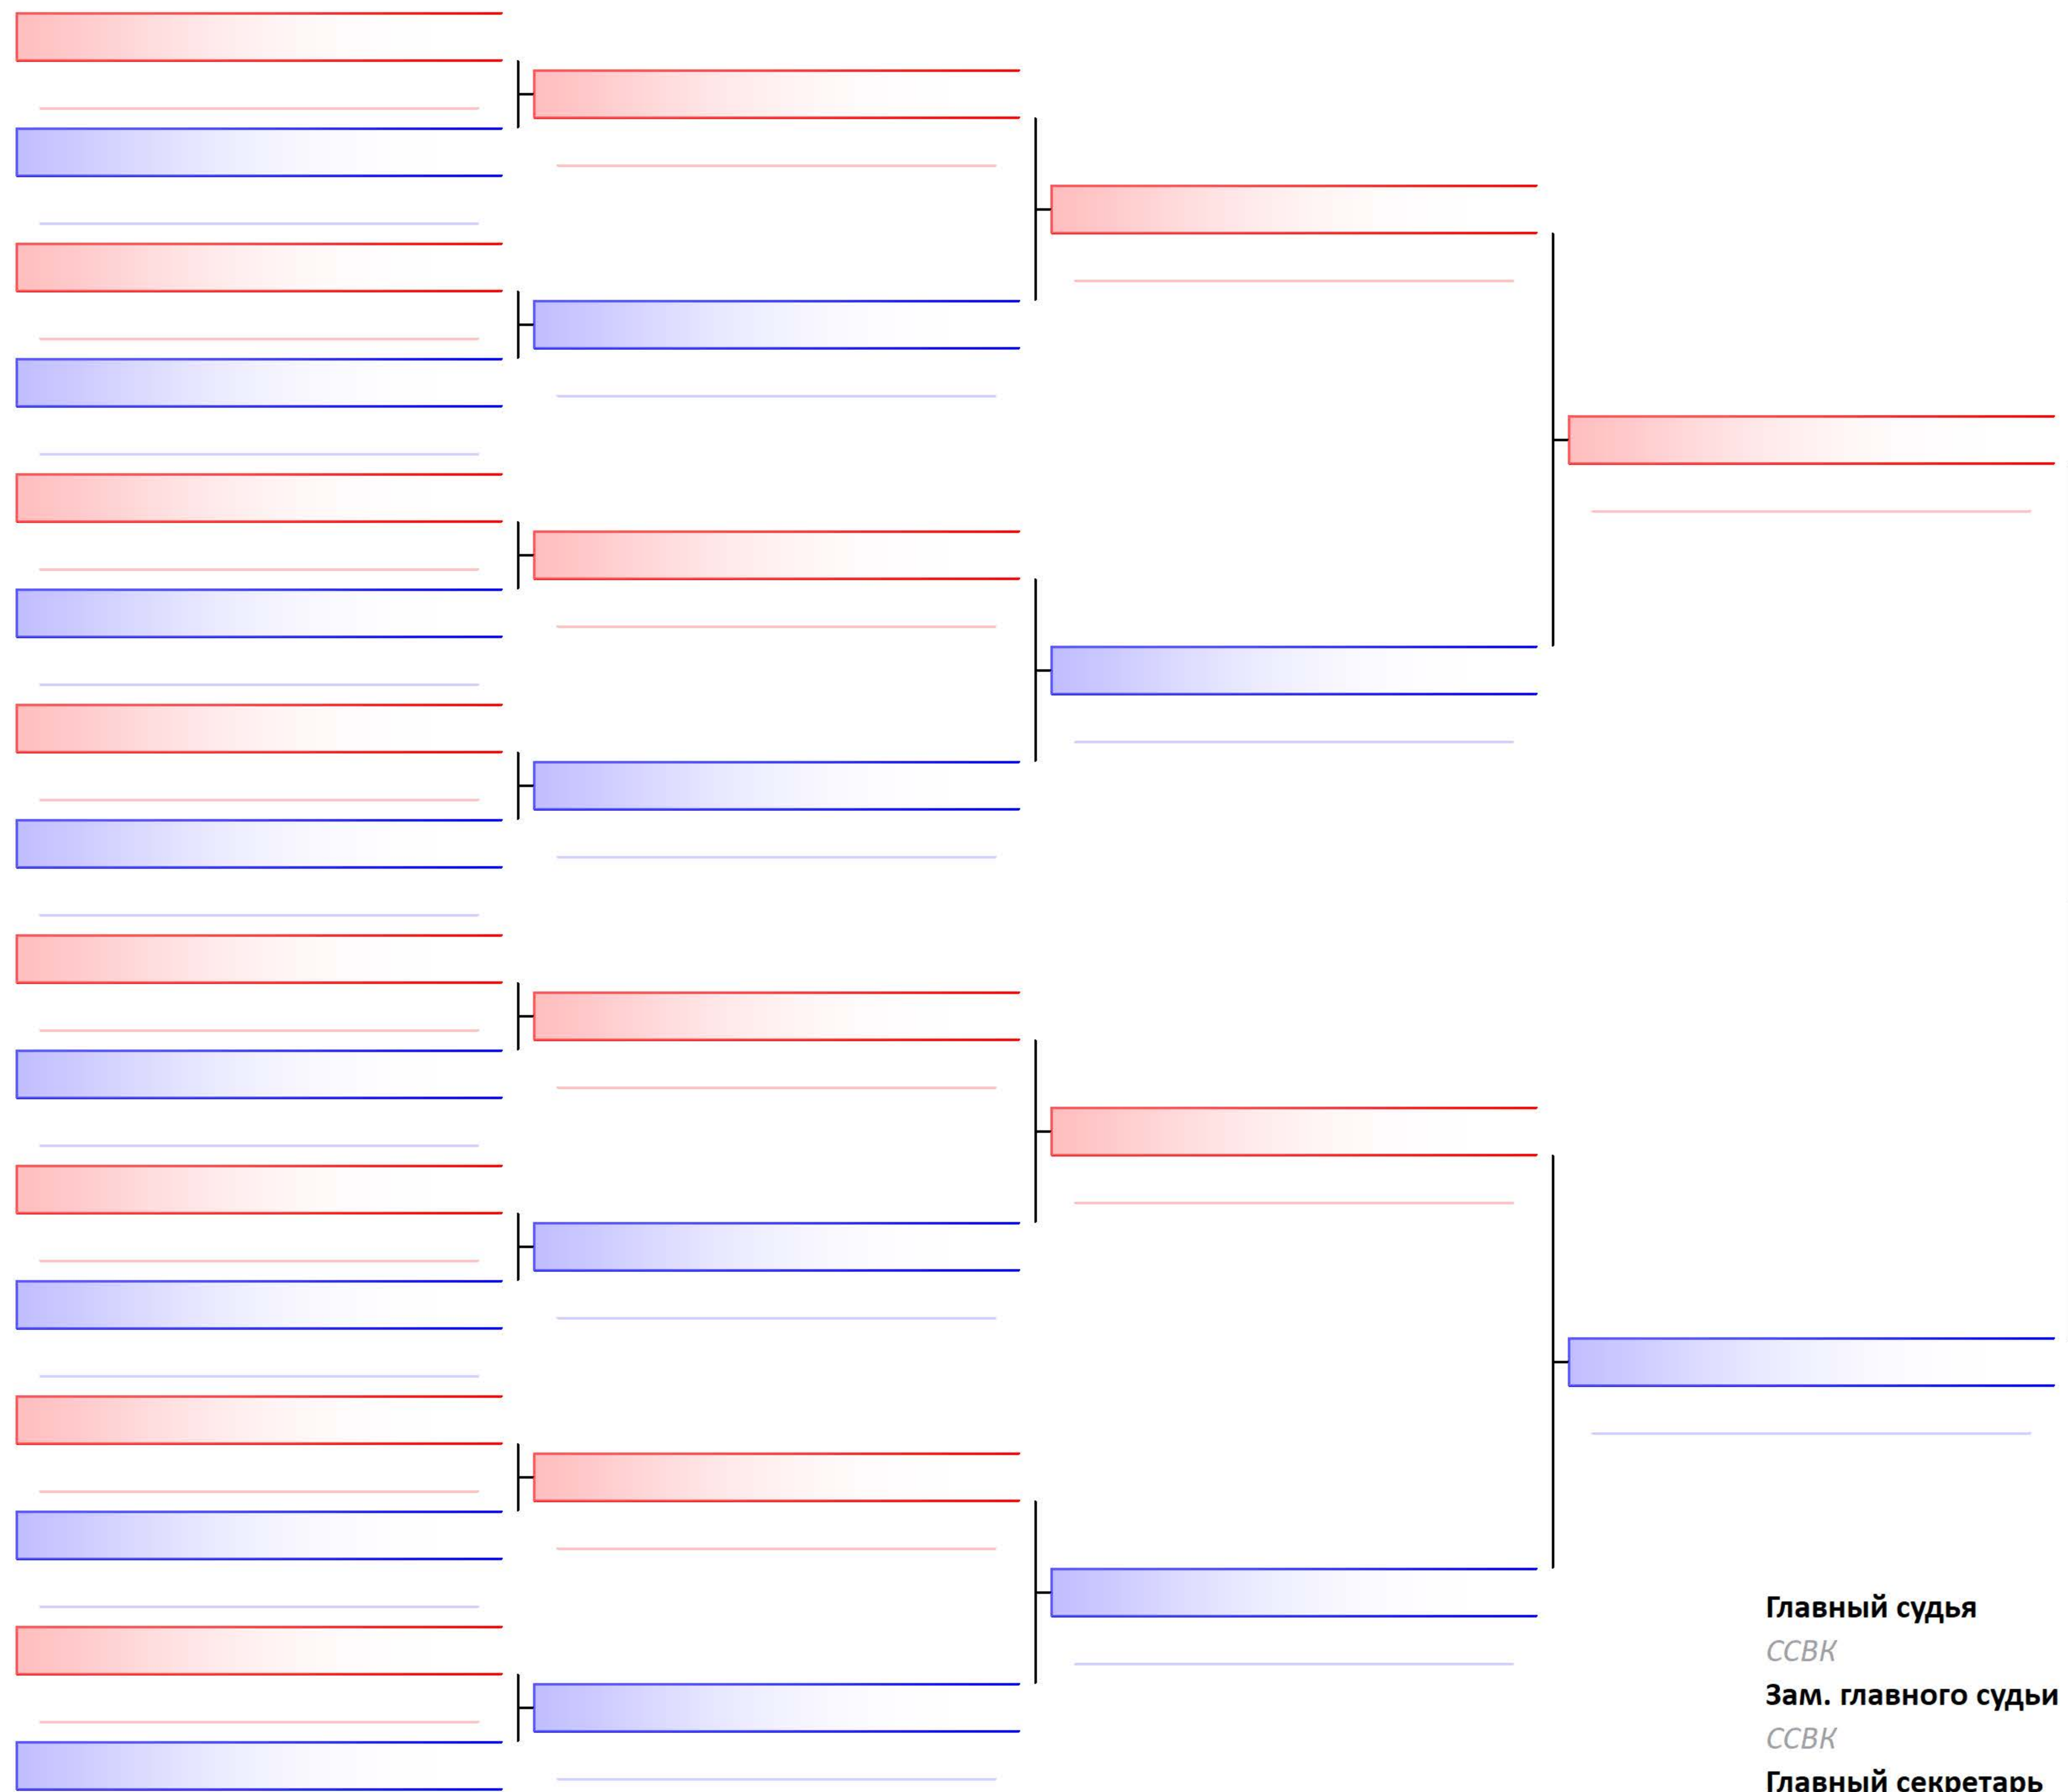 Главный судья
ССВК
Зам. главного судьи
ССВК
Главный секретарь